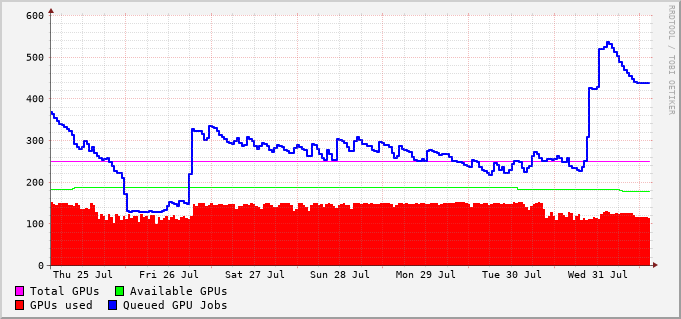 600
500
400
300
200
100
0
Thu 25 Jul Fri 26 Jul Sat 27 Jul Sun 28 Jul Mon 29 Jul Tue 30 Jul Wed 31 Jul
Total GPUs Available GPUs
GPUs used Queued GPU Jobs
RRDTOOL / TOBI OETIKER